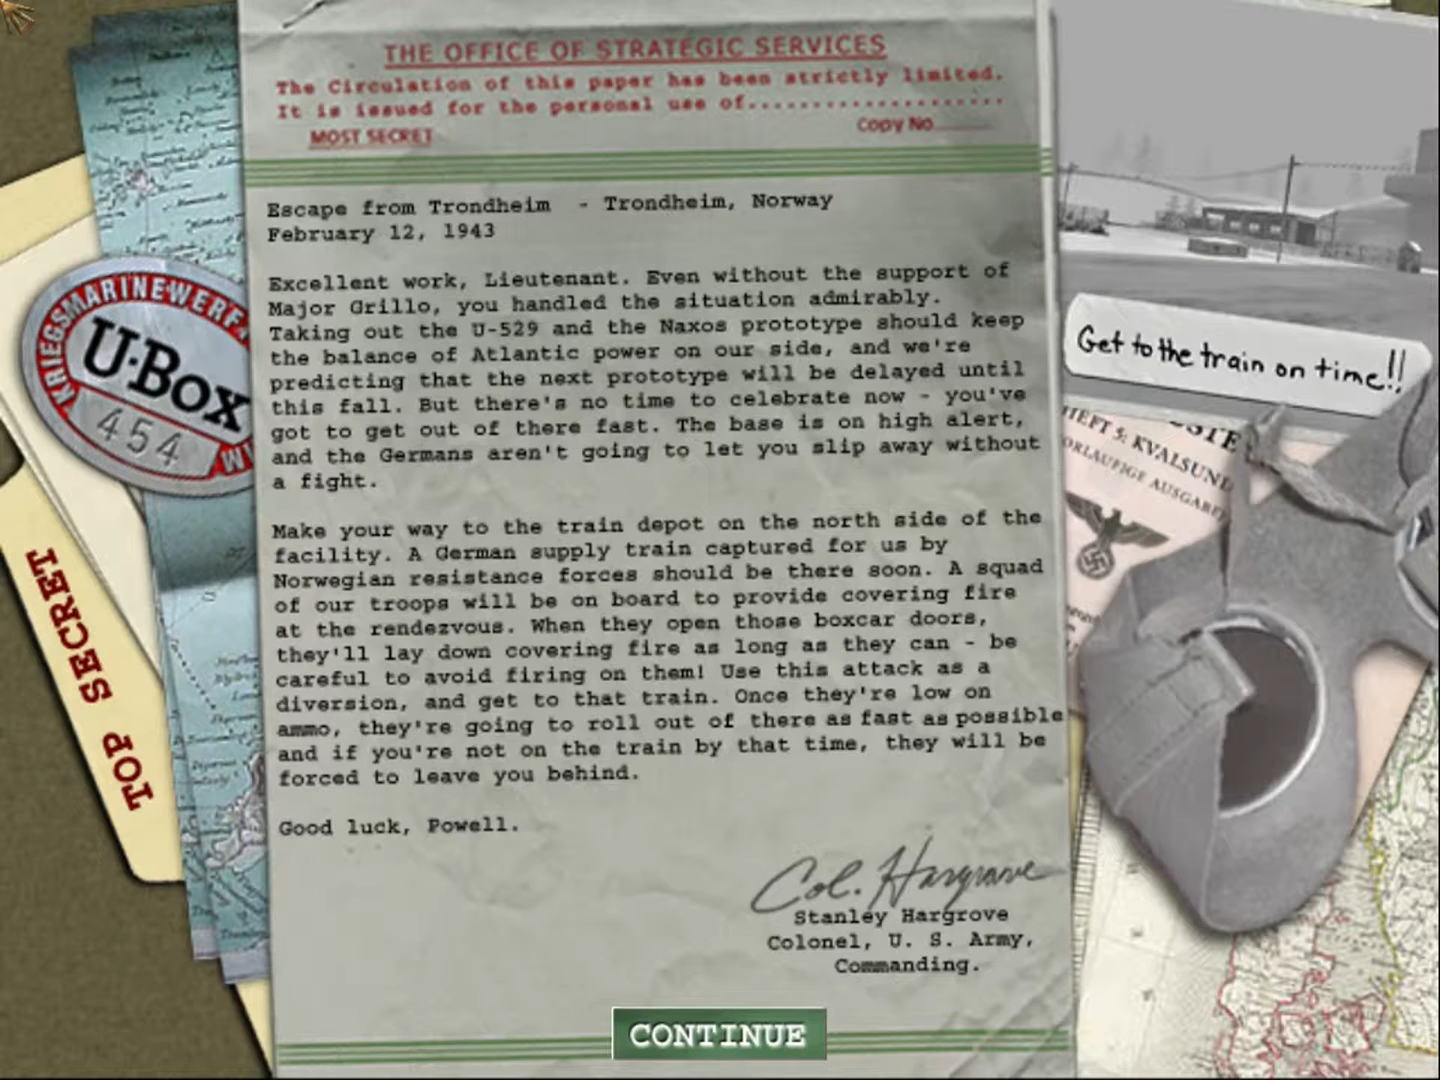 THE OFFICE OF STRATEGIC SERVICES
The Circulation of this paper has been strictly limited.
It is issued for the personal use of.....................
MOST SECRET
Copy No.
Escape from Trondheim - Trondheim, Norway
February 12, 1943
Excellent work, Lieutenant. Even without the support of
Major Grillo, you handled the situation admirably.
Taking out the U-529 and the Naxos prototype should keep
the balance of Atlantic power on our side, and we're
predicting that the next prototype will be delayed until
this fall. But there's no time to celebrate now - you've
got to get out of there fast. The base is on high alert,
and the Germans aren't going to let you slip away without
a fight.
Make your way to the train depot on the north side of the
facility. A German supply train captured for us by
Norwegian resistance forces should be there soon. A squad
of our troops will be on board to provide covering fire
at the rendezvous. When they open those boxcar doors,
they'll lay down covering fire as long as they can - be
careful to avoid firing on them! Use this attack as a
diversion, and get to that train. Once they're low on
ammo, they're going to roll out of there as fast as possible
and if you're not on the train by that time, they will be
forced to leave you behind.
Good luck, Powell.
Col. Hargrove
Stanley Hargrove
Colonel, U. S. Army,
Commanding.
CONTINUE
KRIEGSMARINEWERF
U-Box
454
TOP SECRET
Get to the train on time!!
HEFT 5: KVALSUND
AUSGABE